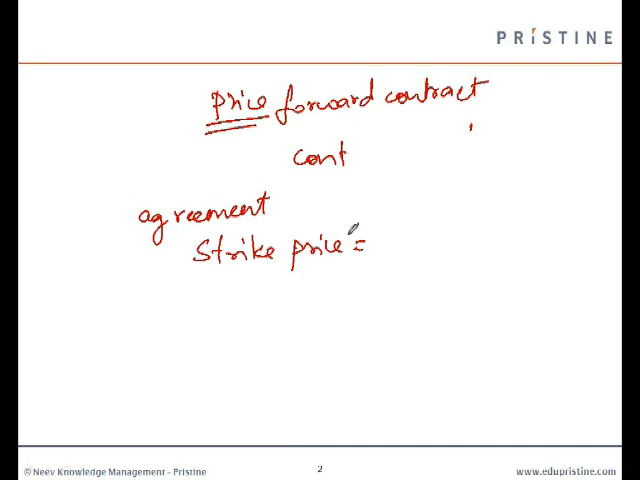 PRISTINE
Price forward contract
cont
agreement
Strike price =
© Neev Knowledge Management – Pristine
2
www.edupristine.com